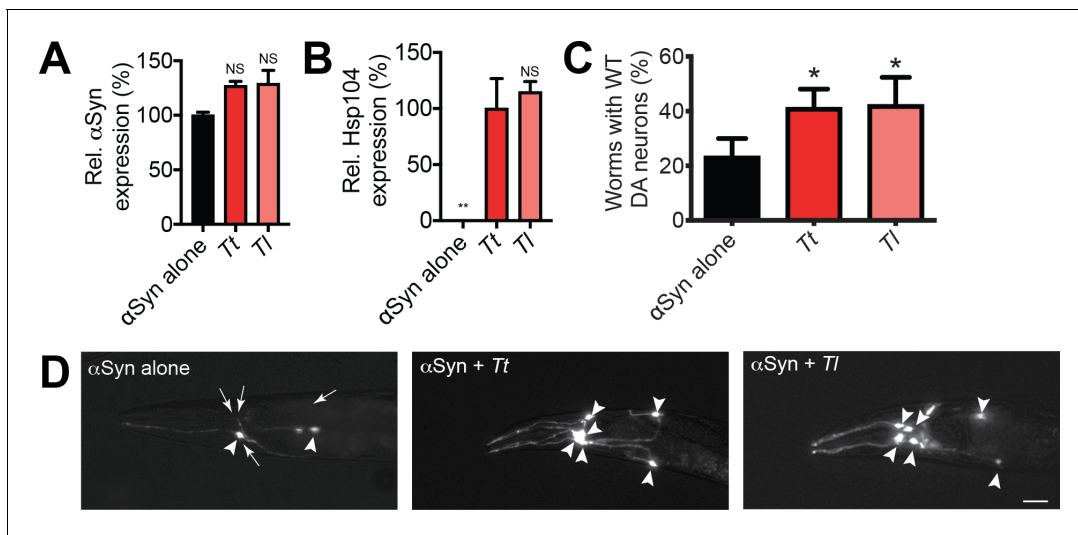 A
Rel. αSyn
expression (%)
150
100
50
0
NS
NS
αSyn alone
Tt
Tl
B
Rel. Hsp104
expression (%)
150
100
50
0
**
NS
αSyn alone
Tt
Tl
C
Worms with WT
DA neurons (%)
60
40
20
0
*
*
αSyn alone
Tt
Tl
D
αSyn alone
αSyn + Tt
αSyn + Tl